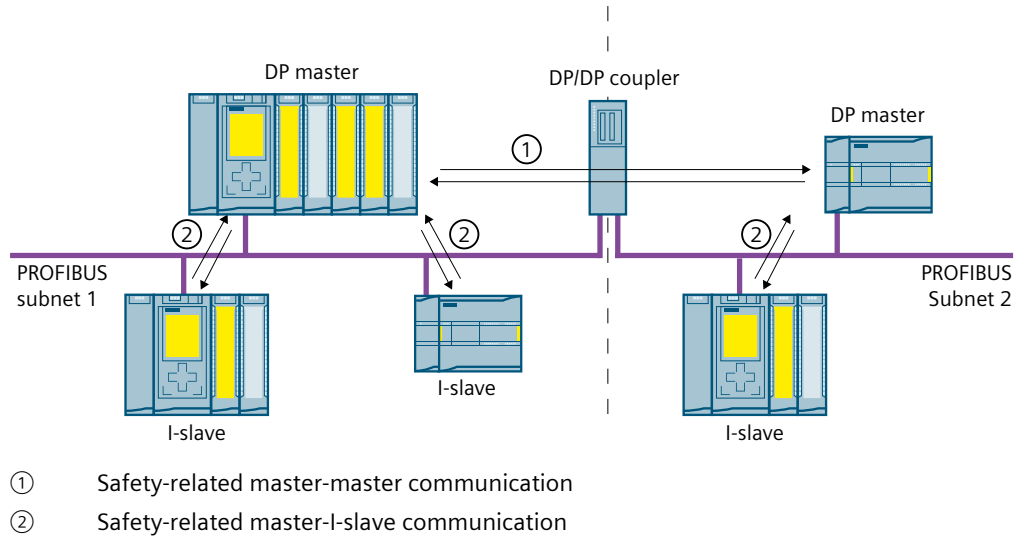 DP master
DP/DP coupler
DP master
①
②
②
②
PROFIBUS
subnet 1
PROFIBUS
Subnet 2
I-slave
I-slave
I-slave
① Safety-related master-master communication
② Safety-related master-I-slave communication